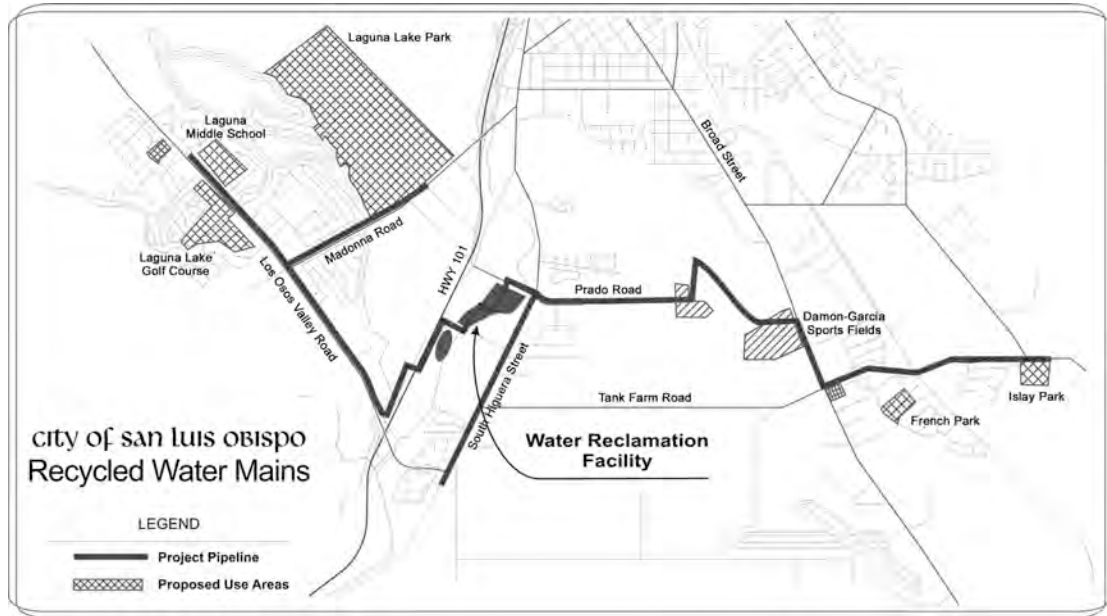 Laguna Lake Park
Laguna
Middle School
Broad Street
Madonna Road
Laguna Lake
Golf Course
HWY 101
Los Osos Valley Road
Prado Road
Damon-Garcia
Sports Fields
South Higuera Street
Tank Farm Road
Islay Park
French Park
Water Reclamation
Facility
City of San Luis Obispo
Recycled Water Mains
LEGEND
Project Pipeline
Proposed Use Areas